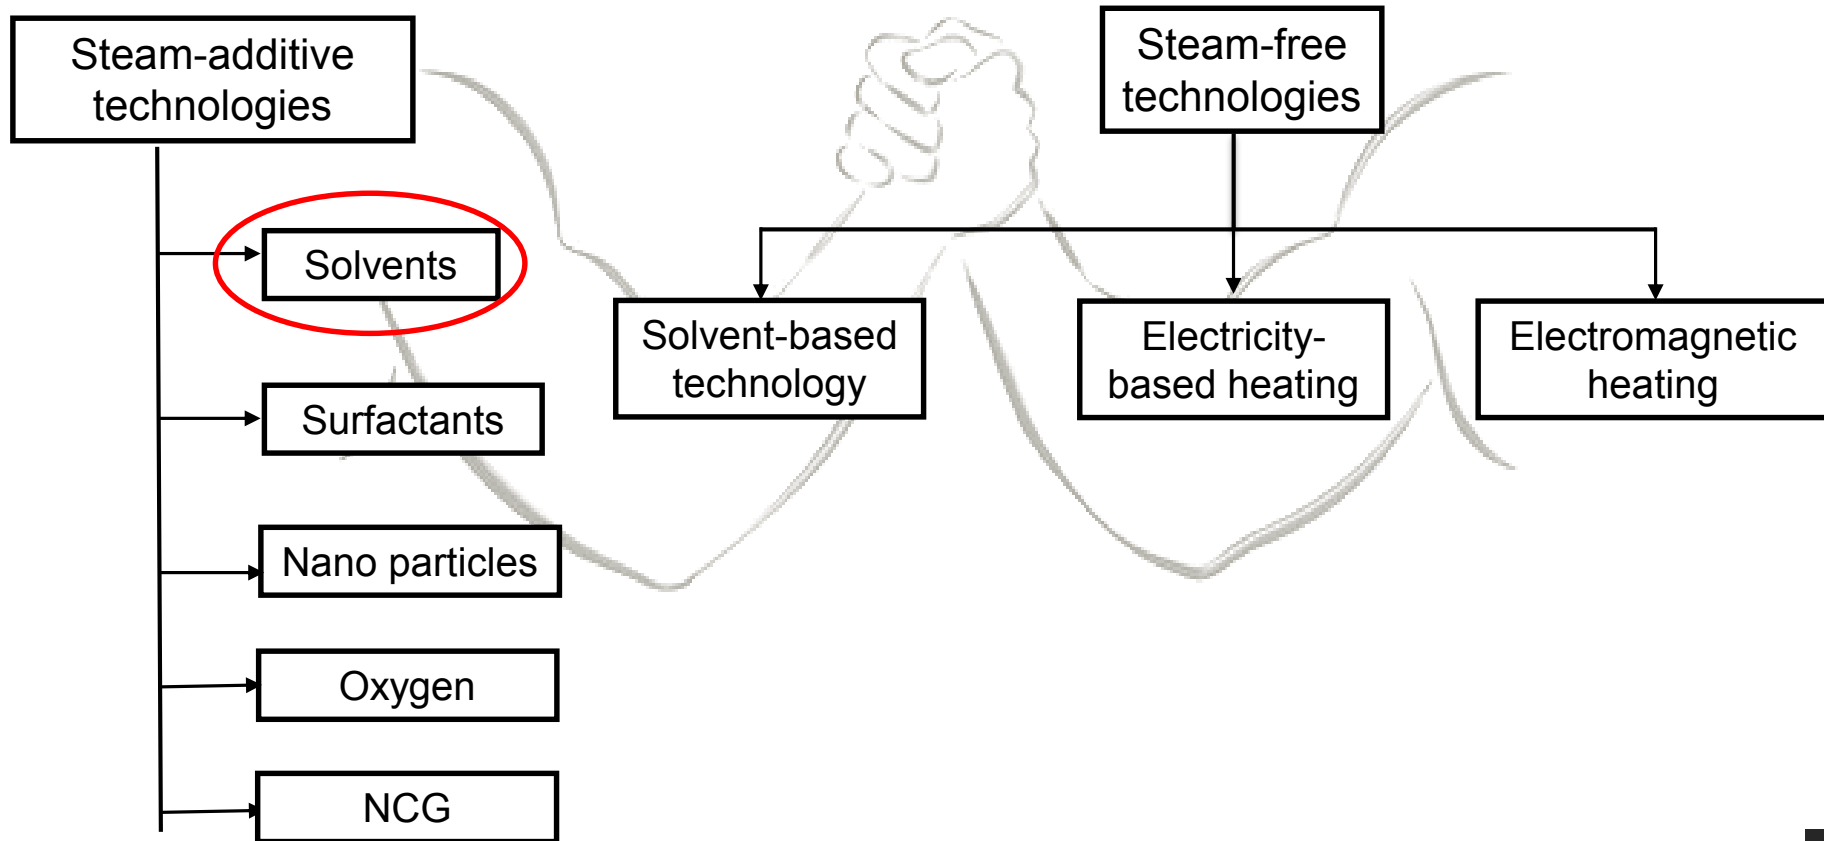 Steam-additive
technologies
Solvents
Surfactants
Nano particles
Oxygen
NCG
Steam-free
technologies
Solvent-based
technology
Electricity-
based heating
Electromagnetic
heating